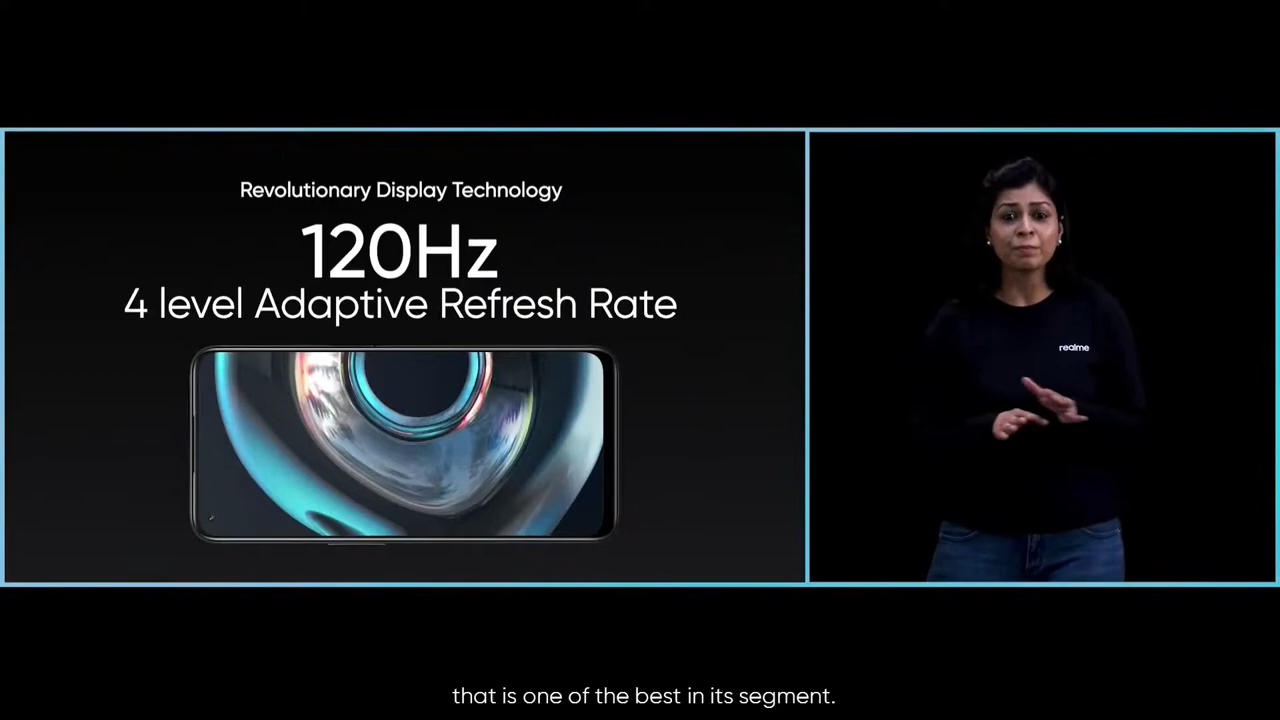 Revolutionary Display Technology
120Hz
4 level Adaptive Refresh Rate
realme
that is one of the best in its segment.